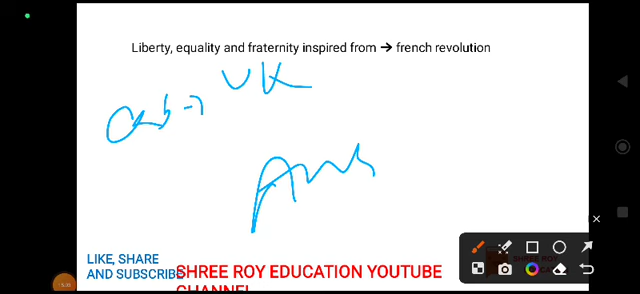 Liberty, equality and fraternity inspired from → french revolution
UK
LIKE, SHARE
AND SUBSCRIBE
SHREE ROY EDUCATION YOUTUBE
CHANNEL